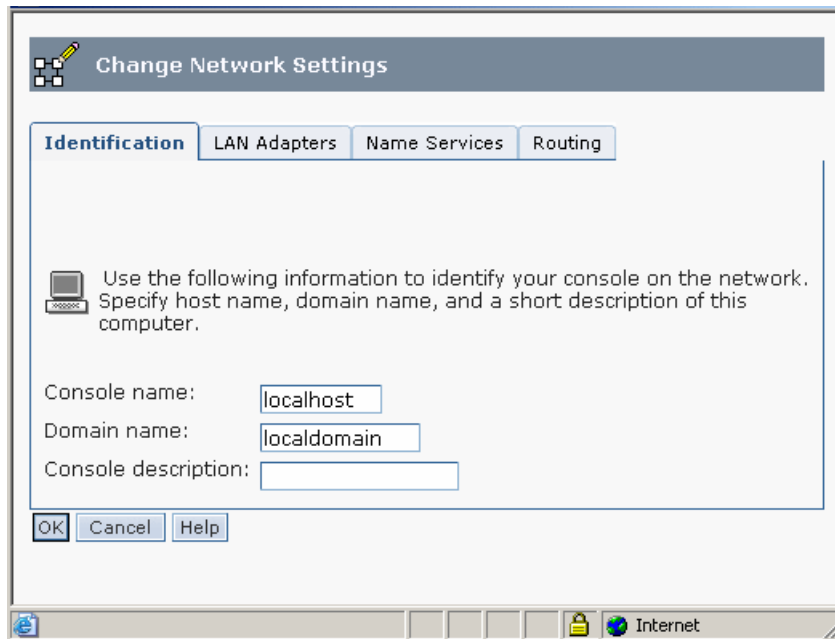 Change Network Settings
Identification LAN Adapters Name Services Routing
Use the following information to identify your console on the network.
Specify host name, domain name, and a short description of this
computer.
Console name: localhost
Domain name: localdomain
Console description:
OK Cancel Help
Internet